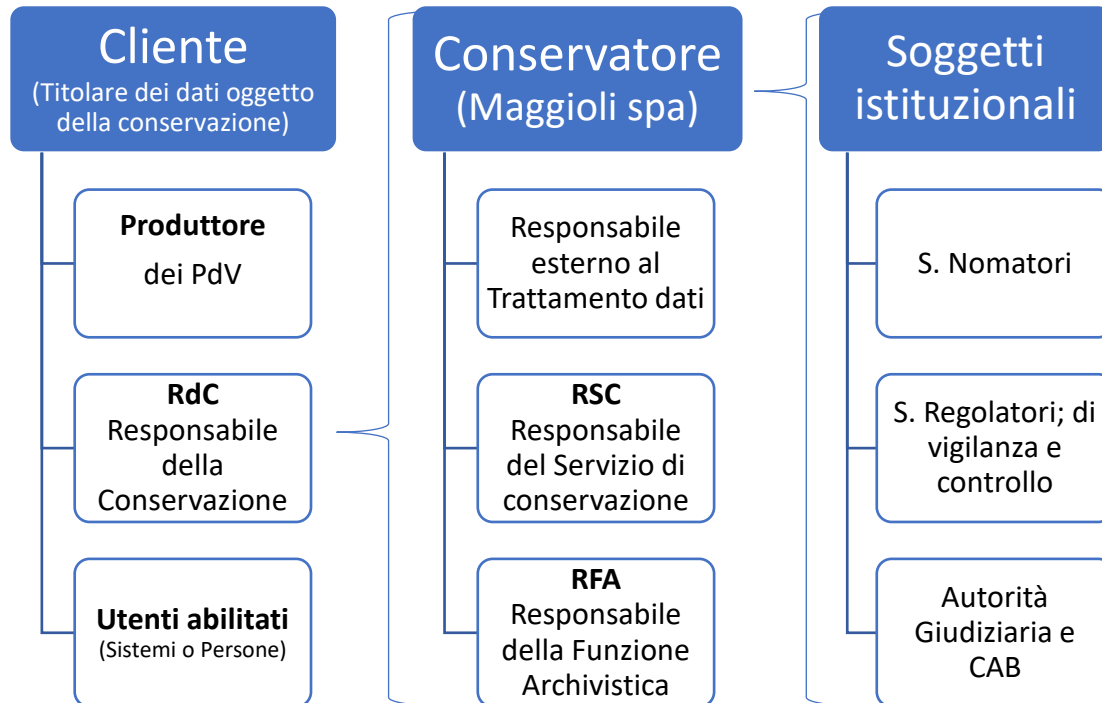 Cliente
(Titolare dei dati oggetto
della conservazione)
Produttore
dei PdV
RdC
Responsabile
della
Conservazione
Utenti abilitati
(Sistemi o Persone)
Conservatore
(Maggioli spa)
Responsabile
esterno al
Trattamento dati
RSC
Responsabile
del Servizio di
conservazione
RFA
Responsabile
della Funzione
Archivistica
Soggetti
istituzionali
S. Nomatori
S. Regolatori; di
vigilanza e
controllo
Autorità
Giudiziaria e
CAB